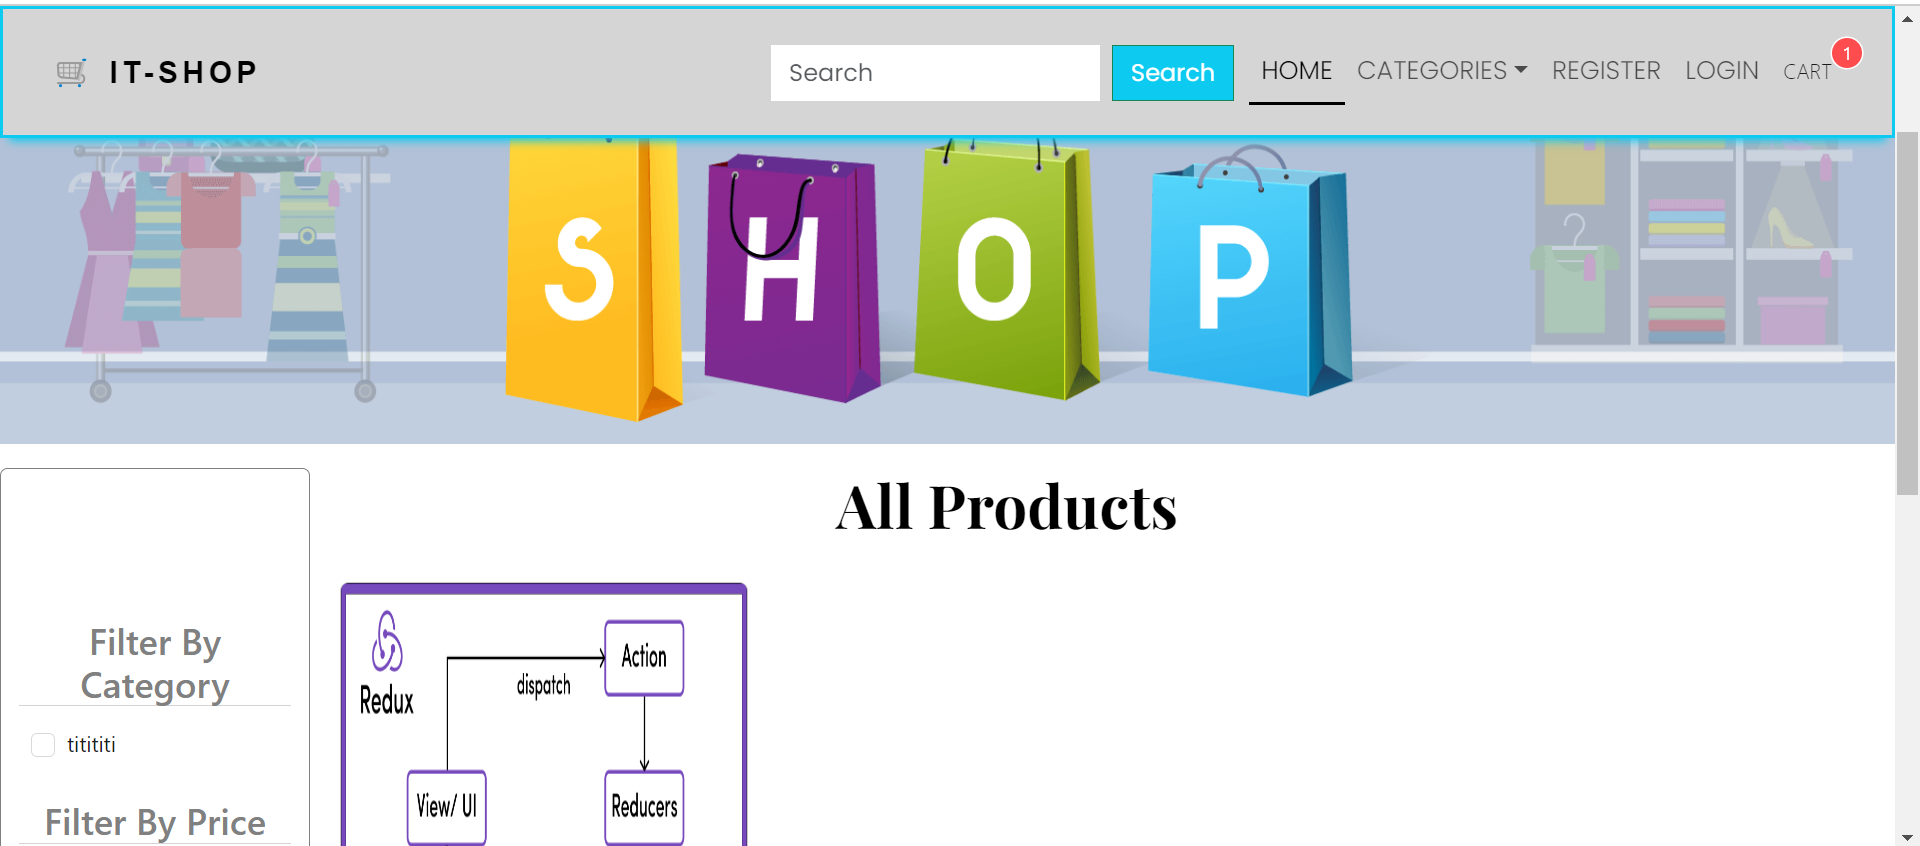 IT-SHOP
Search
Search
HOME
CATEGORIES
REGISTER
LOGIN
CART
1
SHOP
All Products
Filter By
Category
titititi
Filter By Price
Redux
dispatch
Action
View/ UI
Reducers